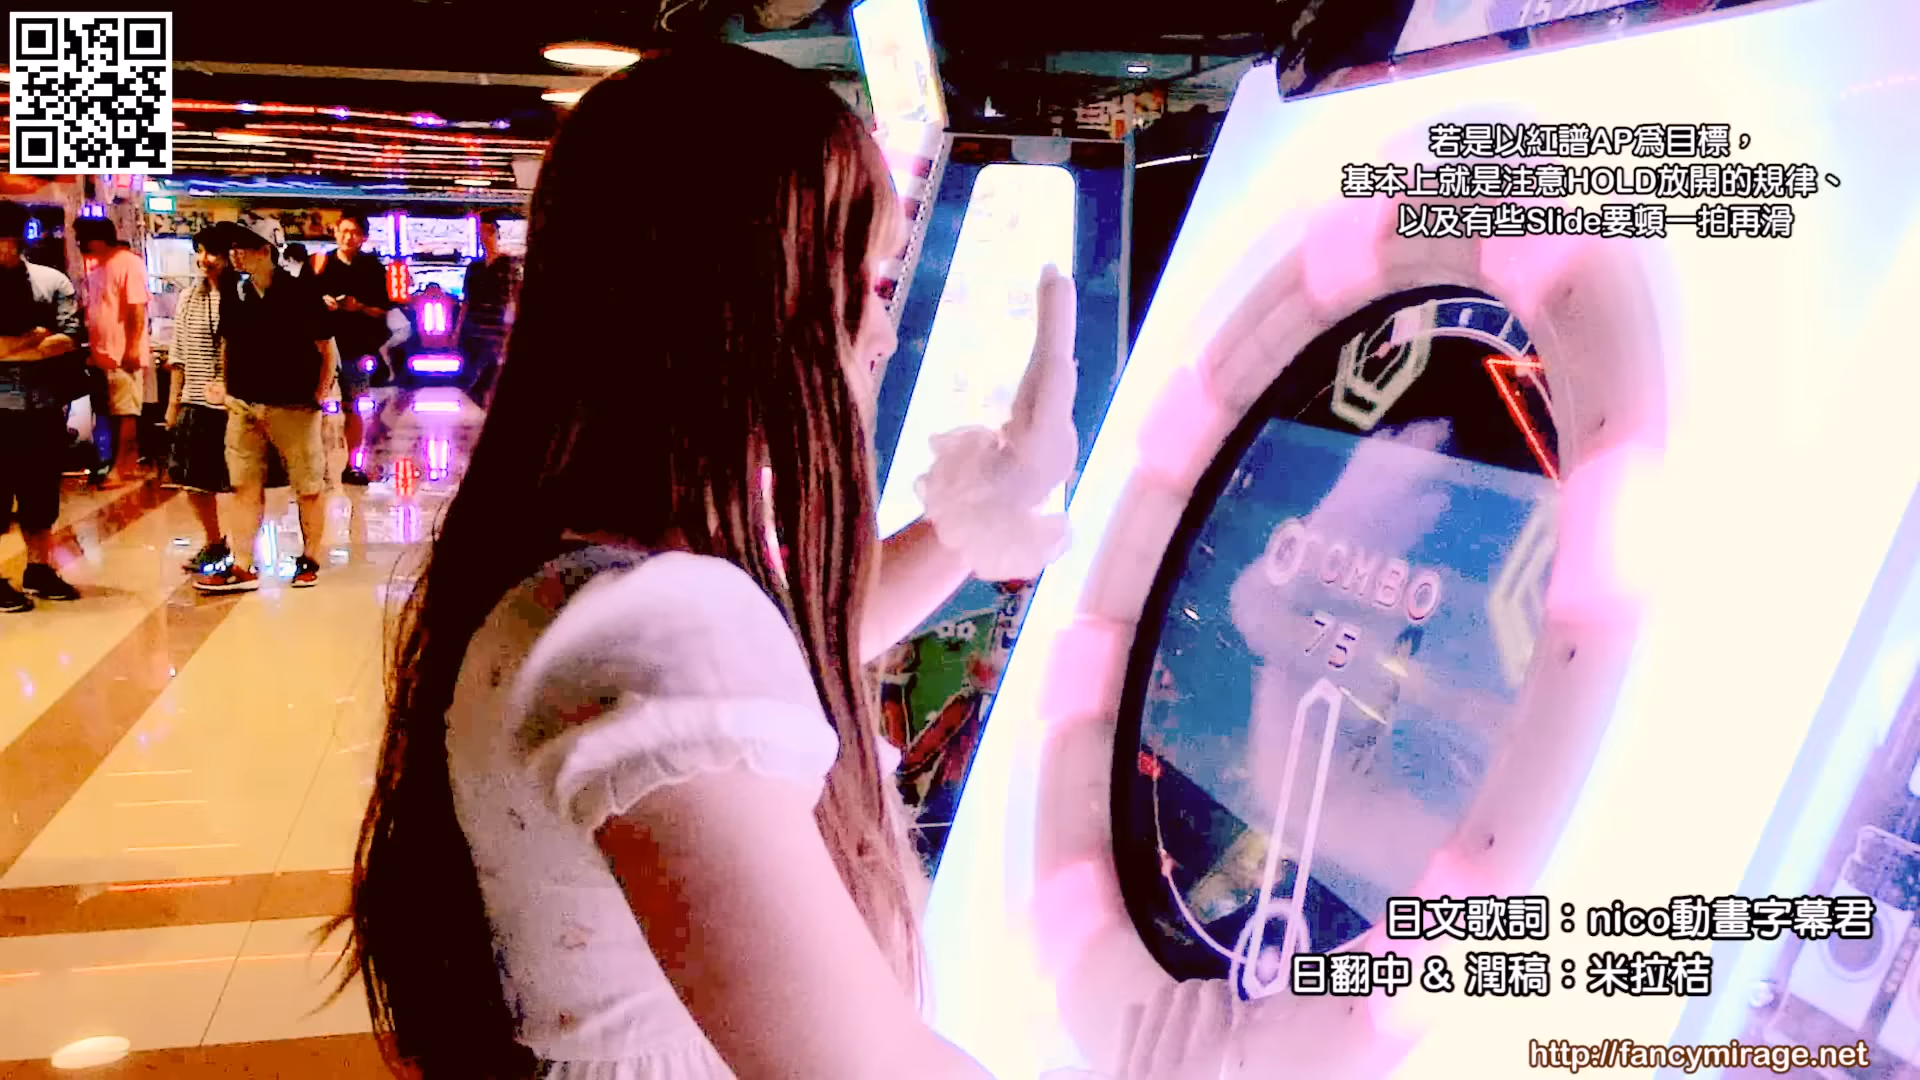 若是以紅譜AP爲目標，
基本上就是注意HOLD放開的規律、
以及有些Slide要頓一拍再滑
COMBO
75
日文歌詞：nico動畫字幕君
日翻中 & 潤稿：米拉桔
http://fancymirage.net